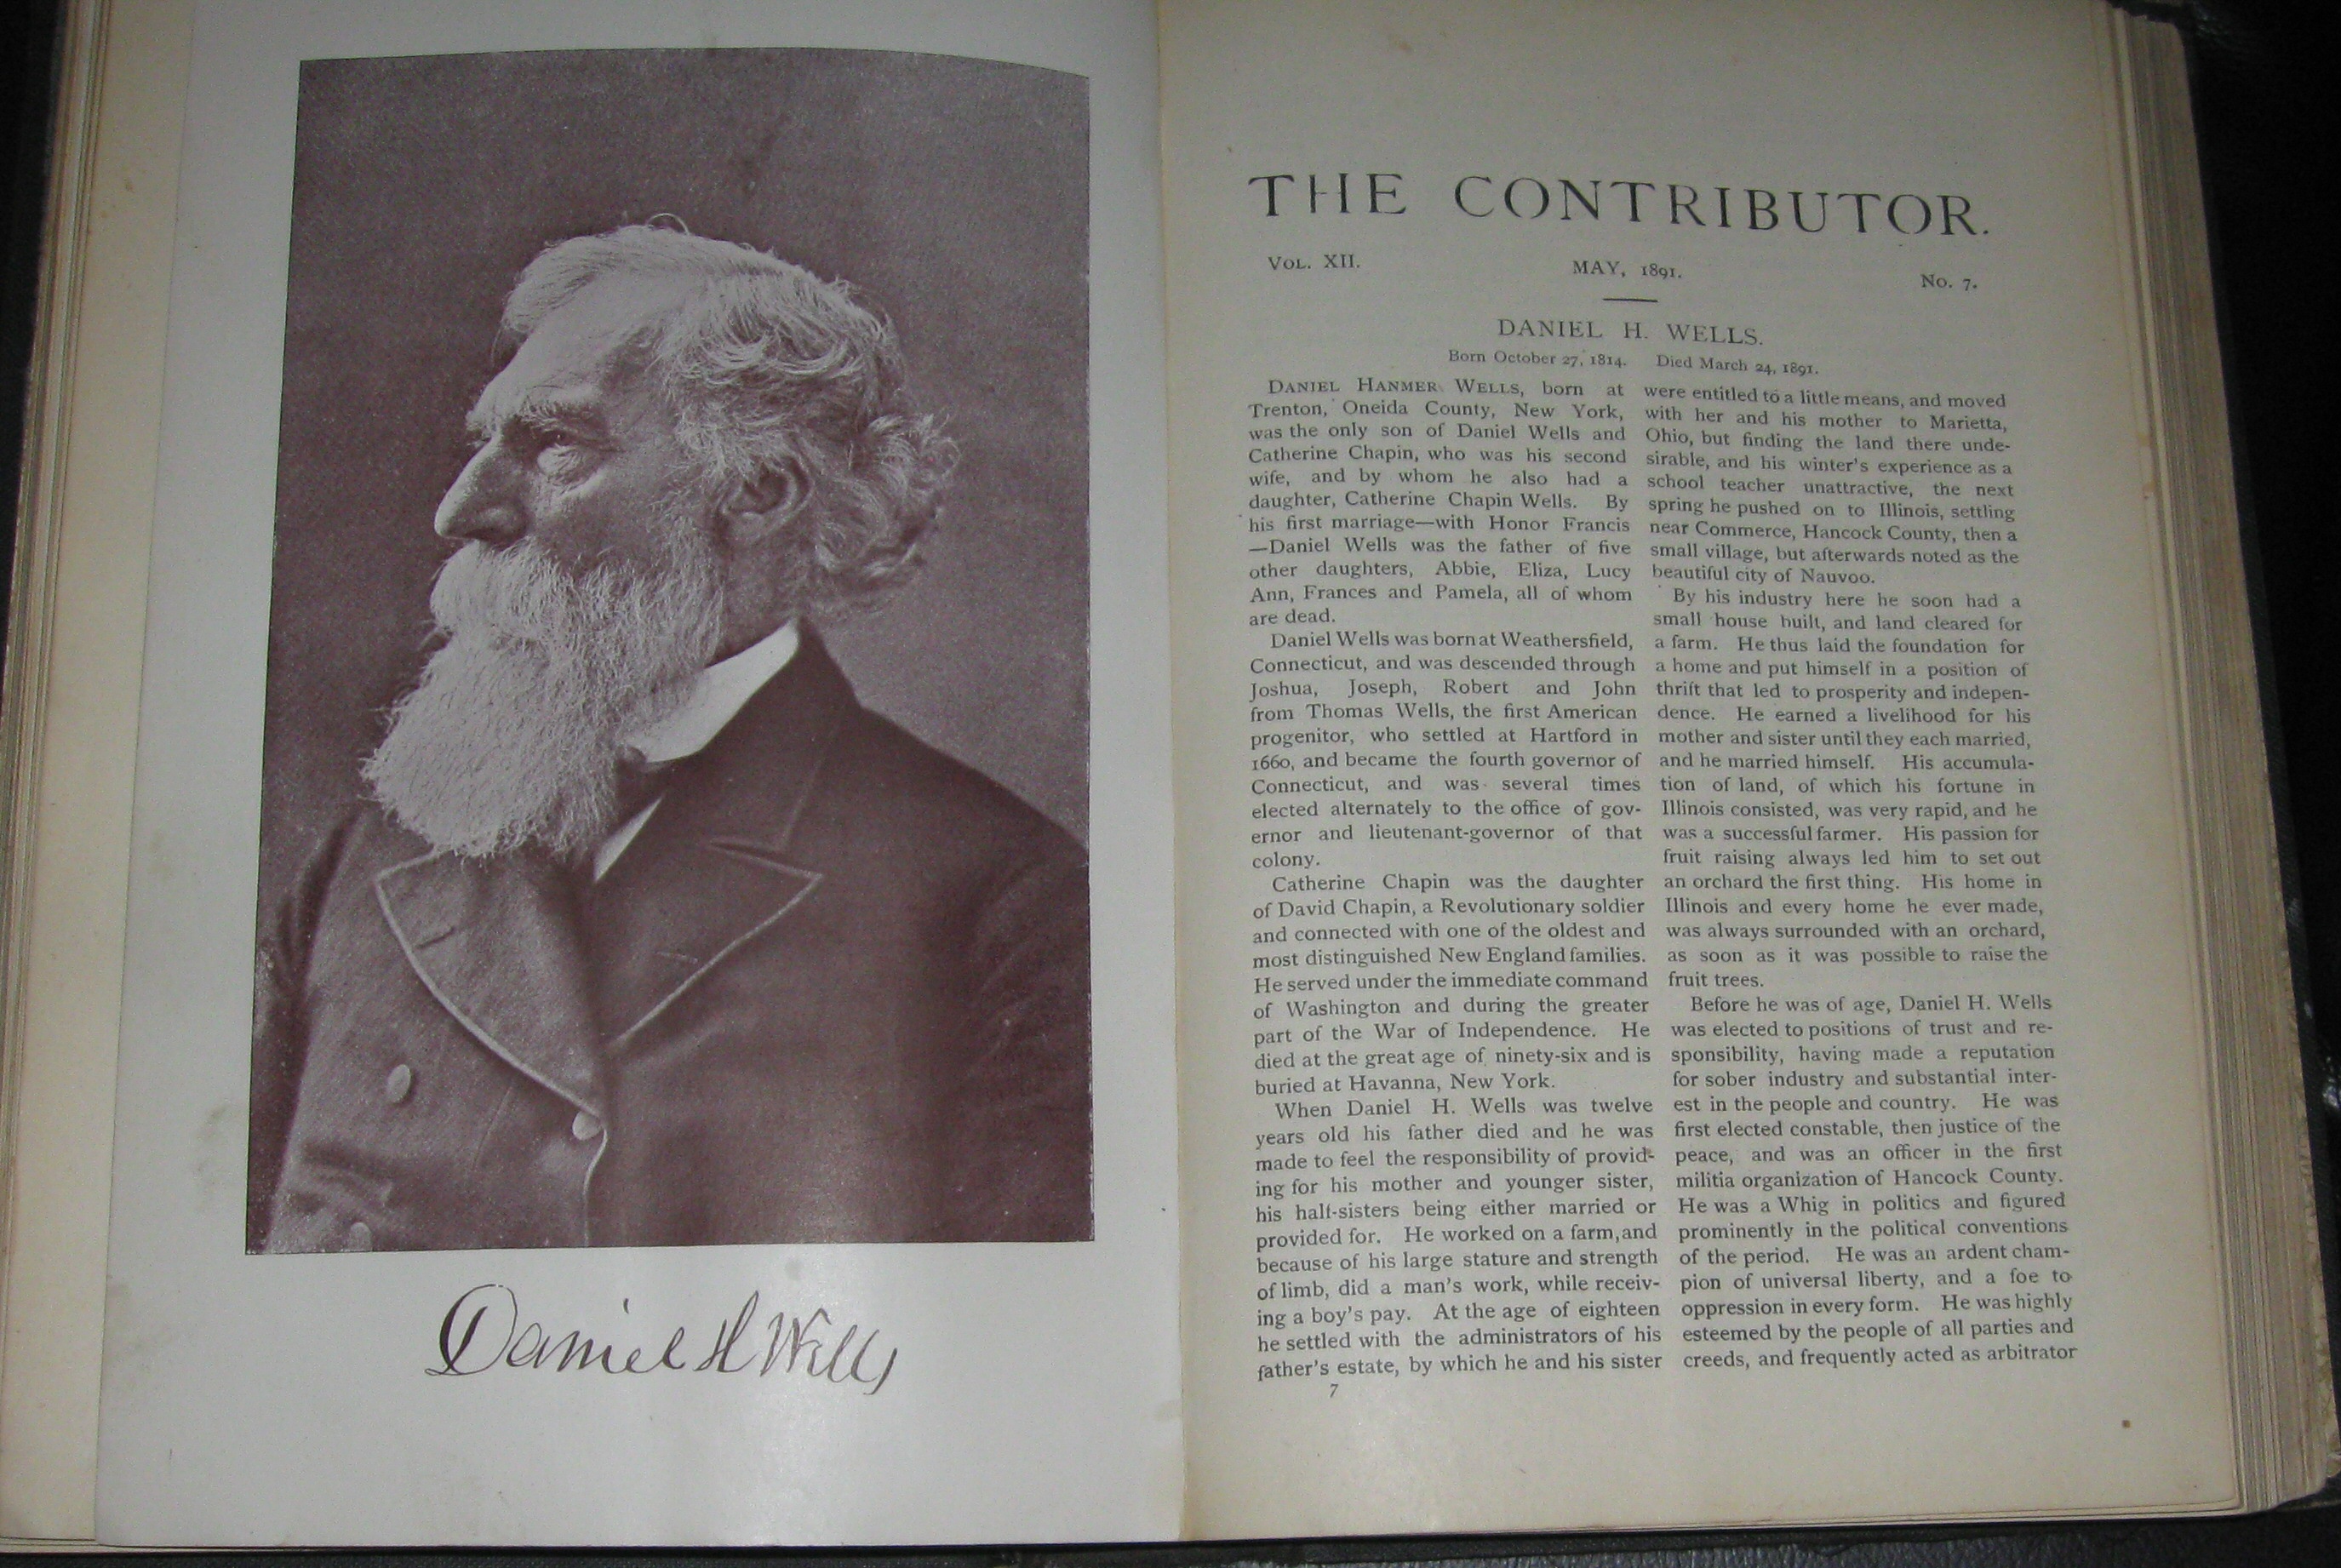 Daniel H Wells
THE CONTRIBUTOR.
VOL. XII. MAY, 1891. No. 7.
DANIEL H. WELLS.
Born October 27, 1814. Died March 24, 1891.
DANIEL HANMER WELLS, born at
Trenton, Oneida County, New York,
was the only son of Daniel Wells and
Catherine Chapin, who was his second
wife, and by whom he also had a
daughter, Catherine Chapin Wells. By
his first marriage—with Honor Francis
—Daniel Wells was the father of five
other daughters, Abbie, Eliza, Lucy
Ann, Frances and Pamela, all of whom
are dead.
Daniel Wells was born at Weathersfield,
Connecticut, and was descended through
Joshua, Joseph, Robert and John
from Thomas Wells, the first American
progenitor, who settled at Hartford in
1660, and became the fourth governor of
Connecticut, and was several times
elected alternately to the office of gov-
ernor and lieutenant-governor of that
colony.
Catherine Chapin was the daughter
of David Chapin, a Revolutionary soldier
and connected with one of the oldest and
most distinguished New England families.
He served under the immediate command
of Washington and during the greater
part of the War of Independence. He
died at the great age of ninety-six and is
buried at Havanna, New York.
When Daniel H. Wells was twelve
years old his father died and he was
made to feel the responsibility of provid-
ing for his mother and younger sister,
his half-sisters being either married or
provided for. He worked on a farm, and
because of his large stature and strength
of limb, did a man's work, while receiv-
ing a boy's pay. At the age of eighteen
he settled with the administrators of his
father's estate, by which he and his sister
7
were entitled to a little means, and moved
with her and his mother to Marietta,
Ohio, but finding the land there unde-
sirable, and his winter's experience as a
school teacher unattractive, the next
spring he pushed on to Illinois, settling
near Commerce, Hancock County, then a
small village, but afterwards noted as the
beautiful city of Nauvoo.
By his industry here he soon had a
small house built, and land cleared for
a farm. He thus laid the foundation for
a home and put himself in a position of
thrift that led to prosperity and indepen-
dence. He earned a livelihood for his
mother and sister until they each married,
and he married himself. His accumula-
tion of land, of which his fortune in
Illinois consisted, was very rapid, and he
was a successful farmer. His passion for
fruit raising always led him to set out
an orchard the first thing. His home in
Illinois and every home he ever made,
was always surrounded with an orchard,
as soon as it was possible to raise the
fruit trees.
Before he was of age, Daniel H. Wells
was elected to positions of trust and re-
sponsibility, having made a reputation
for sober industry and substantial inter-
est in the people and country. He was
first elected constable, then justice of the
peace, and was an officer in the first
militia organization of Hancock County.
He was a Whig in politics and figured
prominently in the political conventions
of the period. He was an ardent cham-
pion of universal liberty, and a foe to
oppression in every form. He was highly
esteemed by the people of all parties and
creeds, and frequently acted as arbitrator